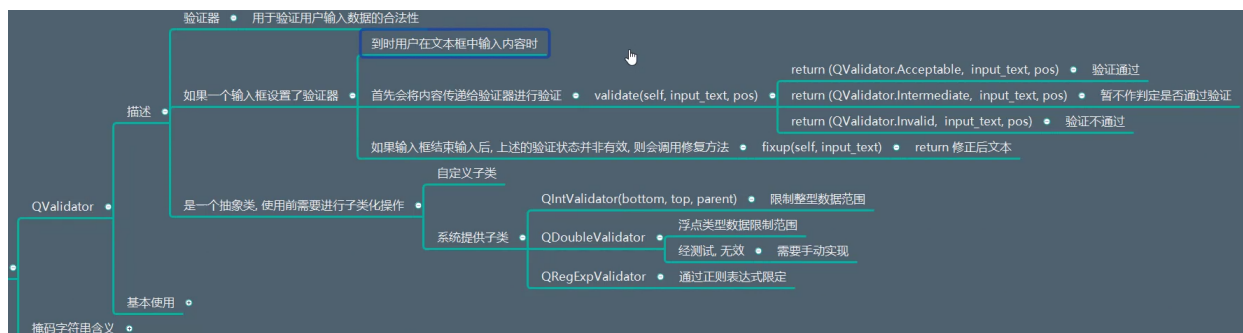 验证器 用于验证用户输入数据的合法性
到时用户在文本框中输入内容时
return (QValidator.Acceptable, input_text, pos) 验证通过
如果一个输入框设置了验证器 首先会将内容传递给验证器进行验证 validate(self, input_text, pos) return (QValidator.Intermediate, input_text, pos) 暂不作判定是否通过验证
描述
return (QValidator.Invalid, input_text, pos) 验证不通过
如果输入框结束输入后, 上述的验证状态并非有效, 则会调用修复方法 fixup(self, input_text) return 修正后文本
自定义子类
QValidator 是一个抽象类, 使用前需要进行子类化操作 QIntValidator(bottom, top, parent) 限制整型数据范围
浮点类型数据限制范围
系统提供子类 QDoubleValidator
经测试, 无效 需要手动实现
QRegExpValidator 通过正则表达式限定
基本使用
掩码字符串含义